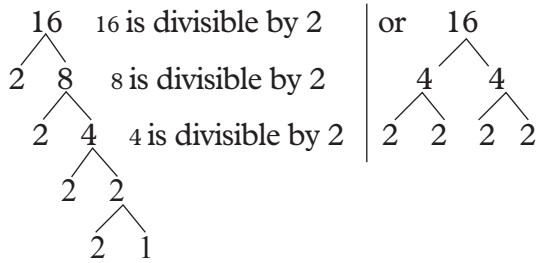 16 16 is divisible by 2 or 16
2 8 8 is divisible by 2 4 4
2 4 4 is divisible by 2 2 2 2 2
2 2
2 1